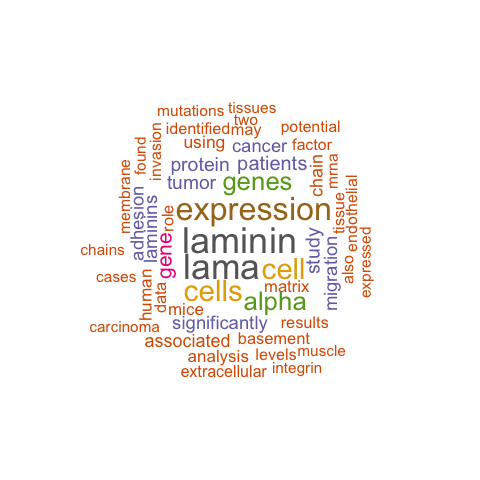 mutations tissues
two
identified may potential
invasion using cancer factor
found protein patients chain mrna
membrane tumor genes
adhesion laminins role expression tissue endothelial
chains gene laminin study also expressed
lama cell migration
cases human data cells matrix
mice alpha
carcinoma significantly results
associated basement
analysis levels muscle
extracellular integrin